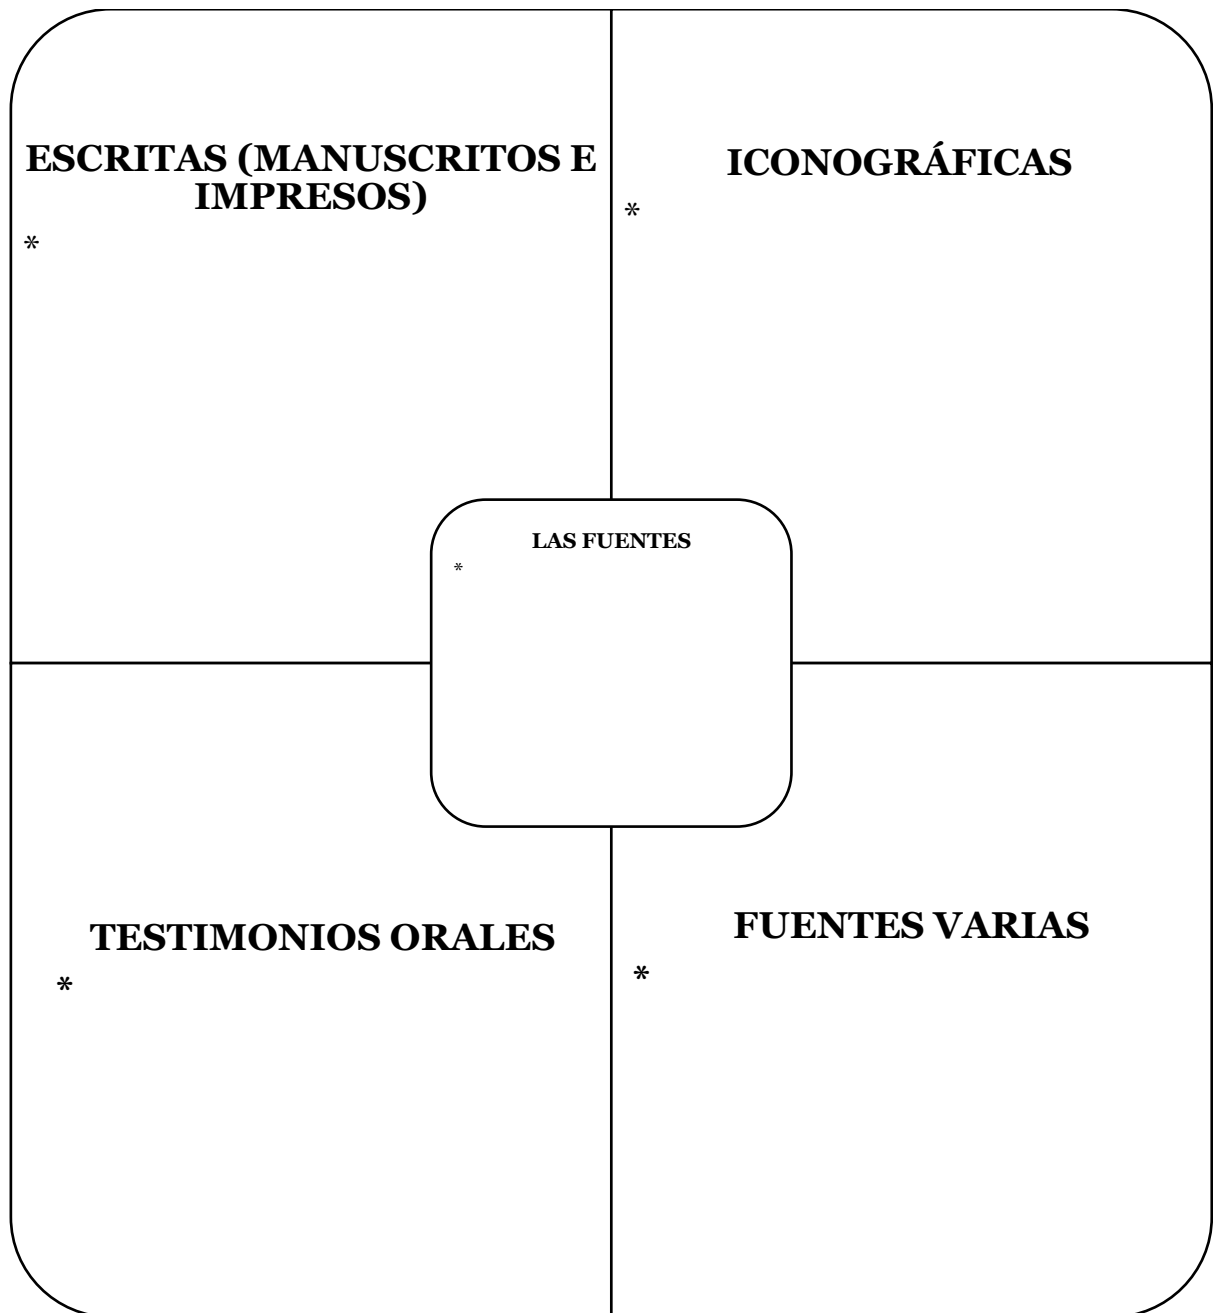 ESCRITAS (MANUSCRITOS E
IMPRESOS)
*
ICONOGRÁFICAS
*
LAS FUENTES
*
TESTIMONIOS ORALES
*
FUENTES VARIAS
*